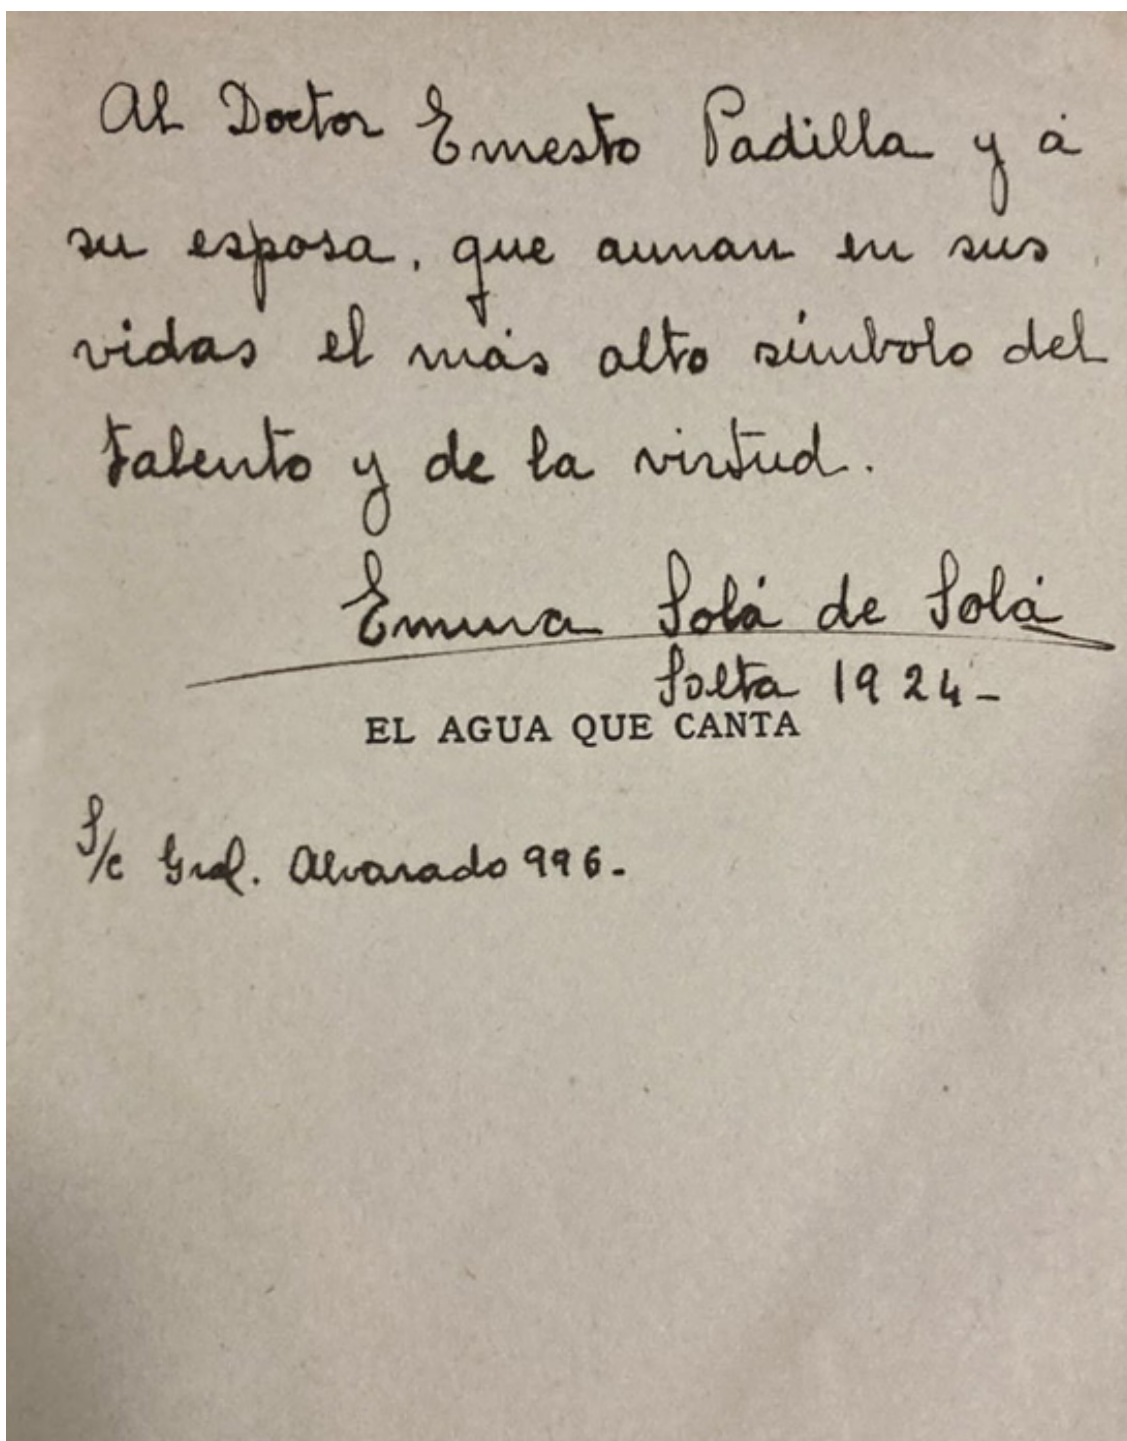 Al Doctor Ernesto Padilla y á
su esposa, que aunan en sus
vidas el más alto símbolo del
talento y de la virtud.
Emma Solá de Solá
Salta 1924-
EL AGUA QUE CANTA
S/c Gral. Alvarado 996.-